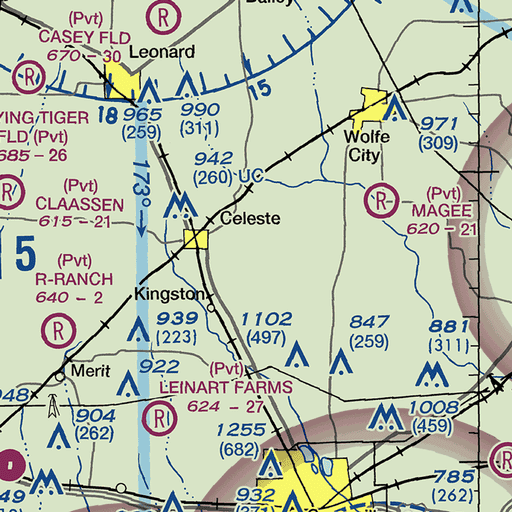 (Pvt)
CASEY FLD
670 - 30
Leonard
15
18
965
(259)
990
(311)
971
(309)
Wolfe
City
FLD (Pvt)
685 - 26
942
(260) UC
173°
(Pvt)
CLAASSEN
615 - 21
(Pvt)
MAGEE
620 - 21
Celeste
5
(Pvt)
R-RANCH
640 - 2
Kingston
939
(223)
1102
(497)
847
(259)
881
(311)
Merit
922
(Pvt)
LEINART FARMS
624 - 27
904
(262)
1008
(459)
1255
(682)
785
(262)
932
R
R
R
R
R
R
R